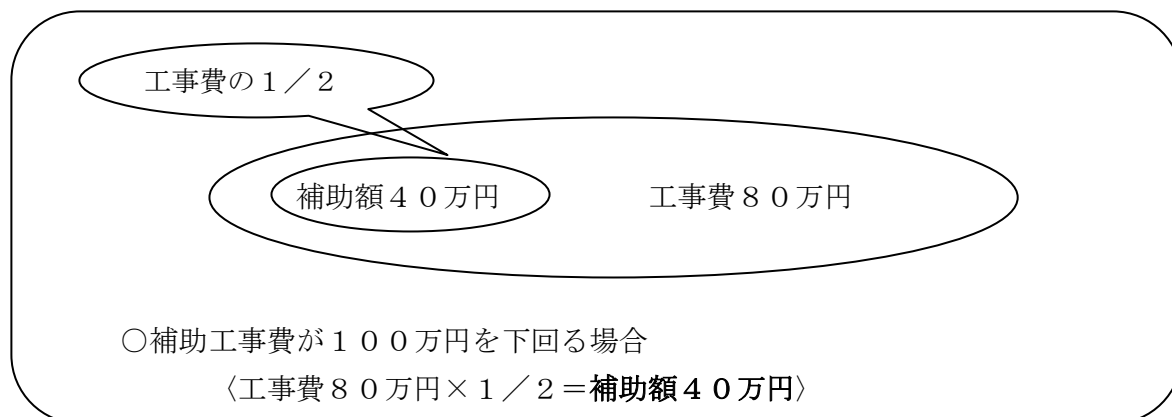 工事費の１／２
補助額４０万円 工事費８０万円
○補助工事費が１００万円を下回る場合
〈工事費８０万円×１／２＝補助額４０万円〉